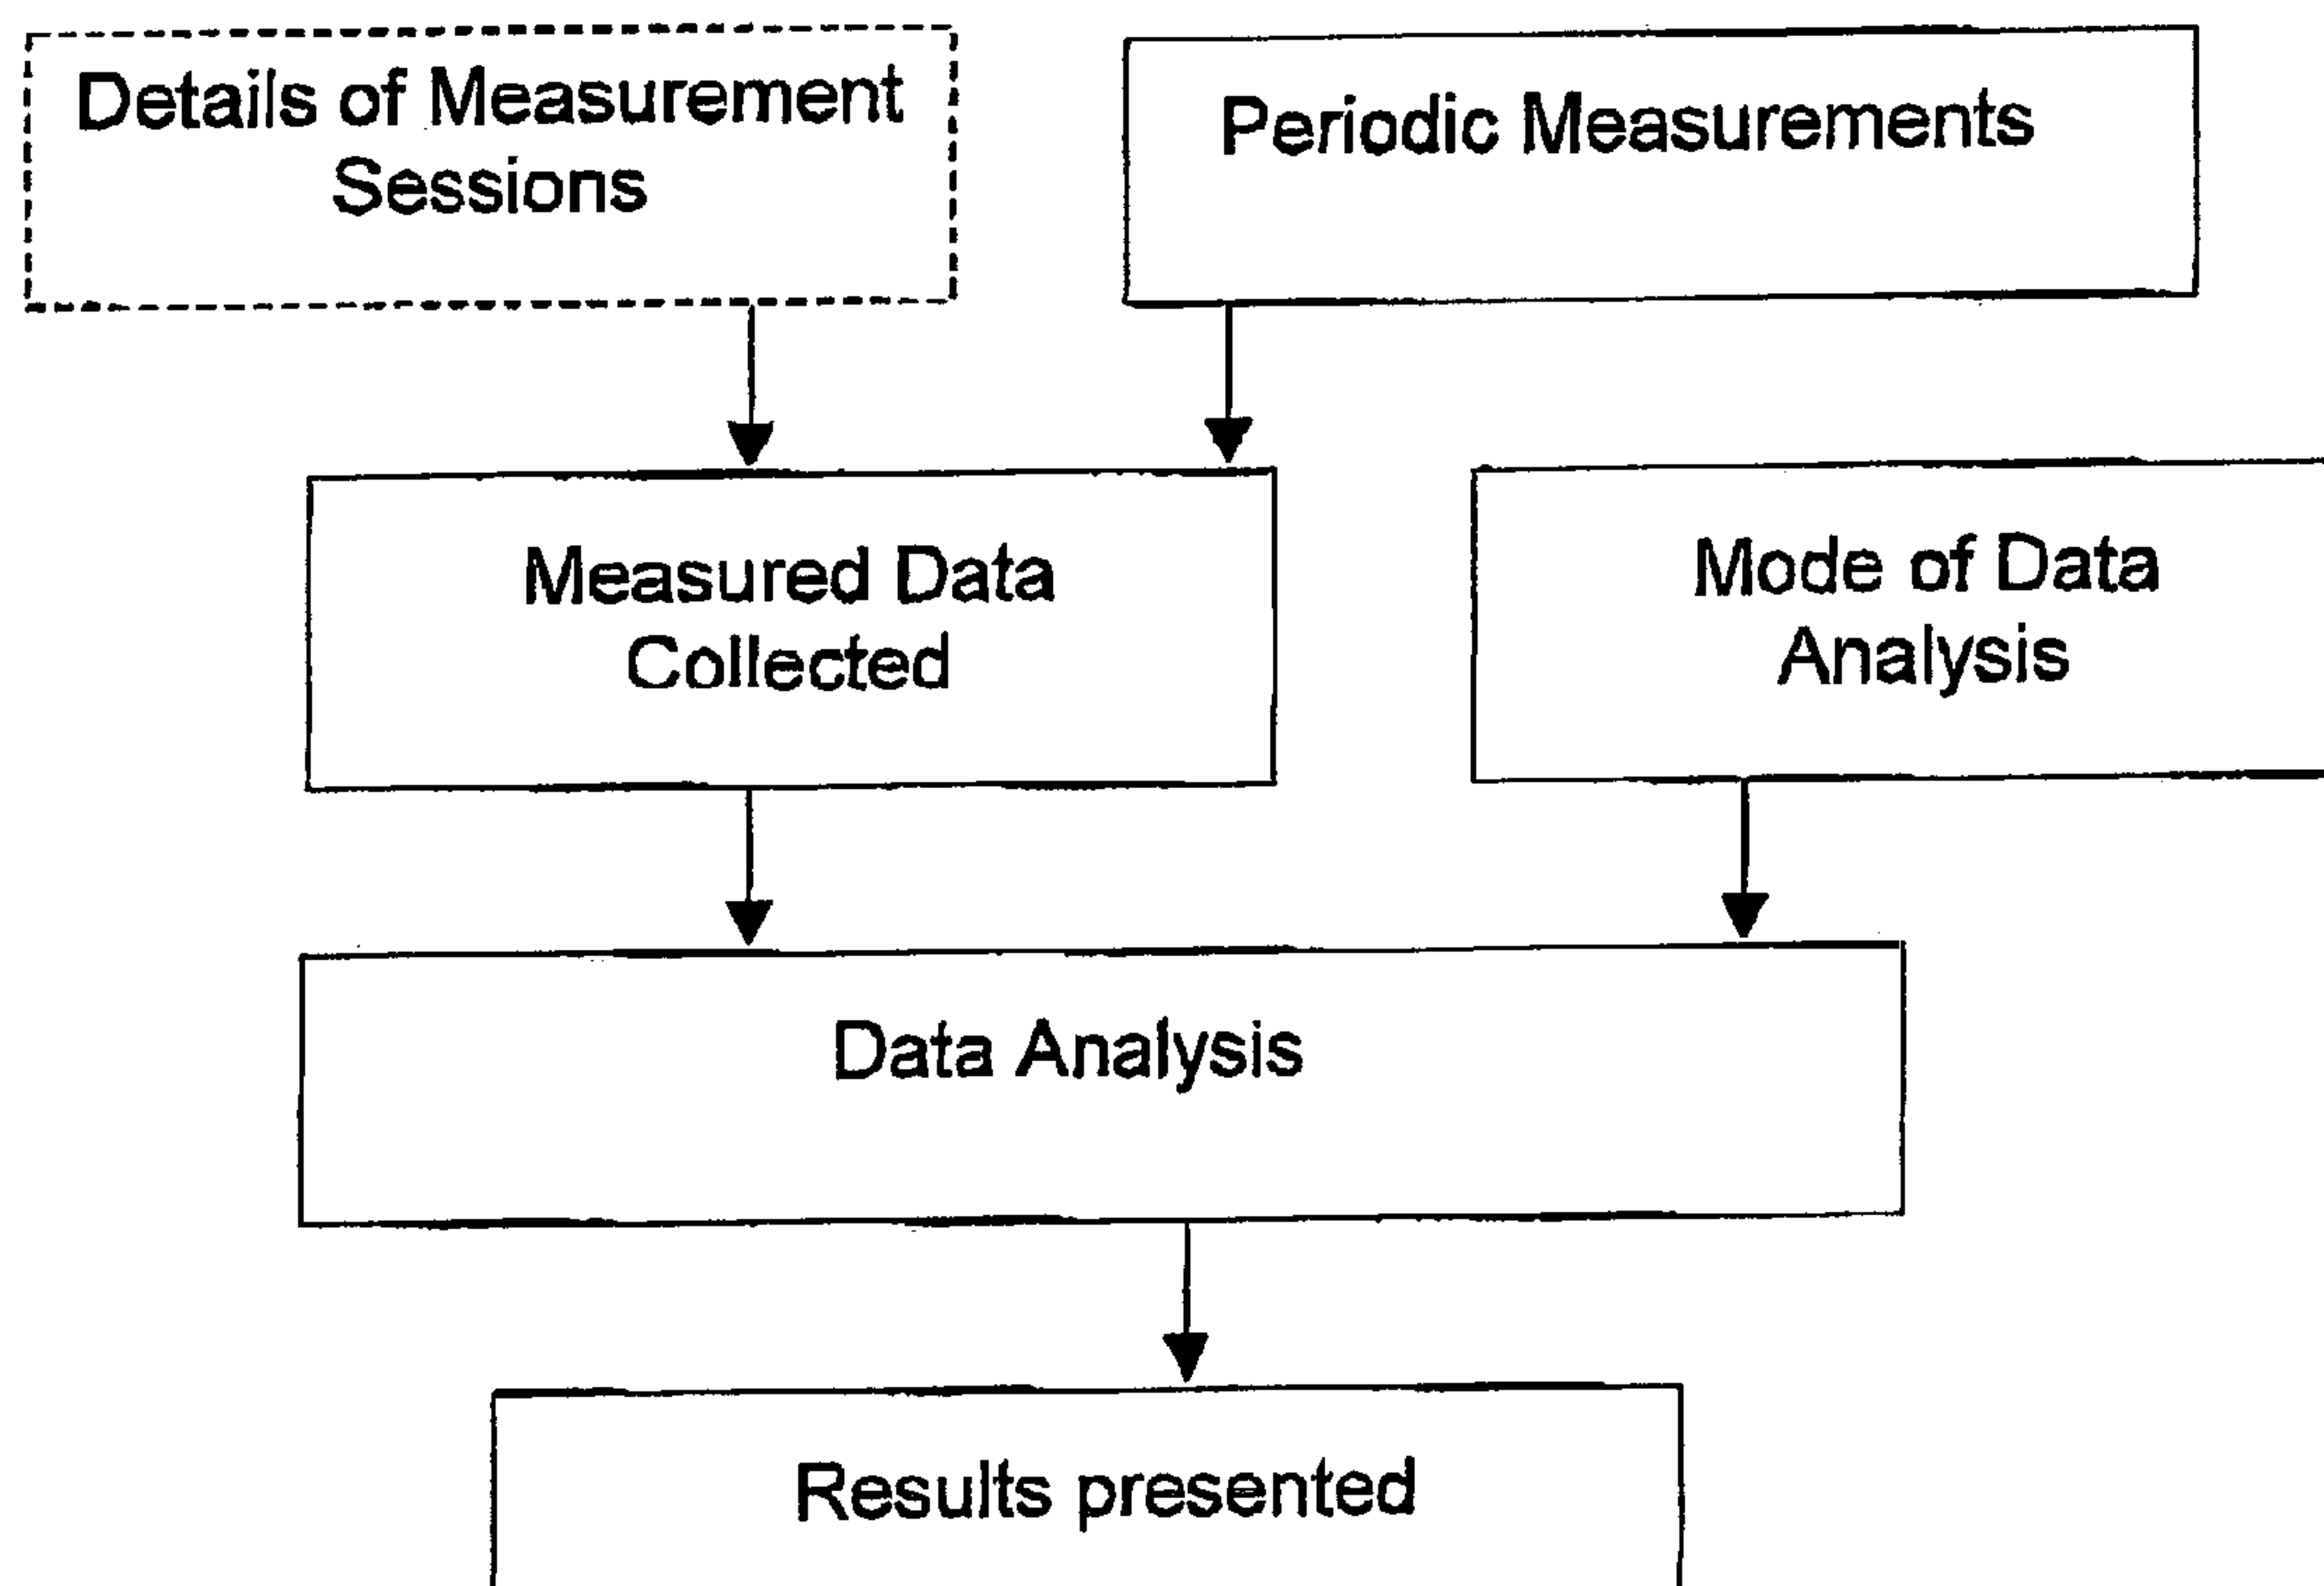 Details of Measurement
Sessions
Periodic Measurements
Measured Data
Collected
Mode of Data
Analysis
Data Analysis
Results presented